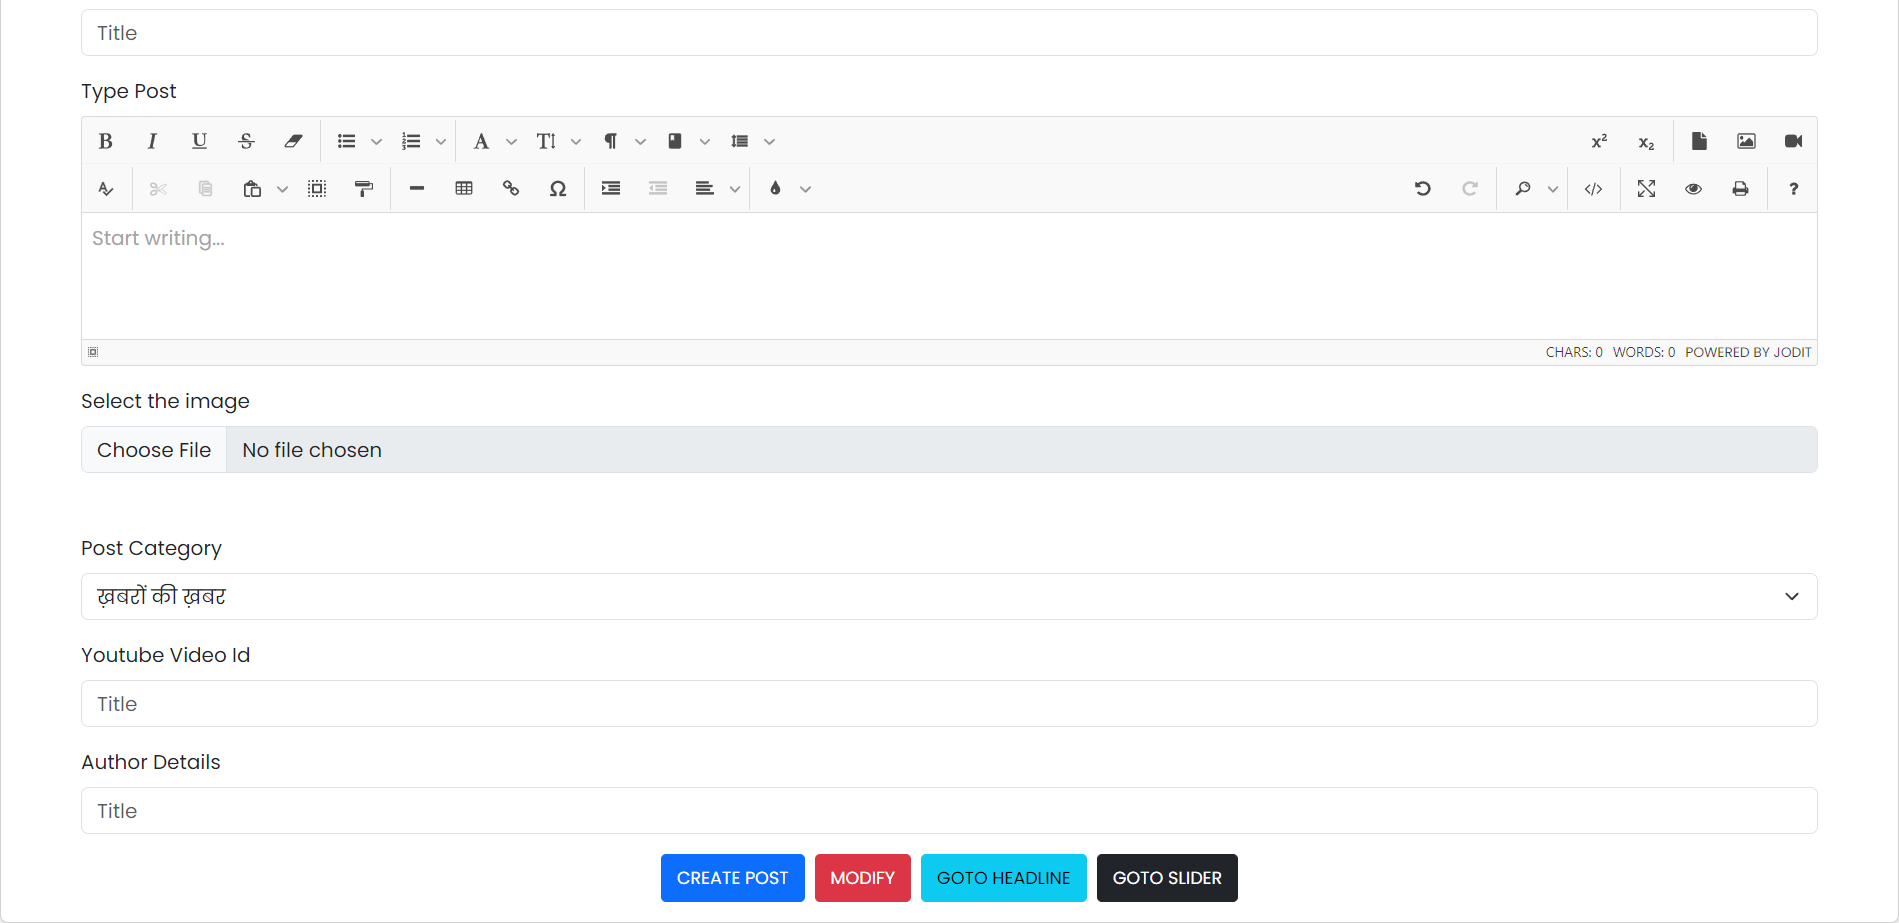 Title
Type Post
B I U S A T x² x₂
Ω </> ?
Start writing...
CHARS: 0 WORDS: 0 POWERED BY JODIT
Select the image
Choose File No file chosen
Post Category
ख़बरों की ख़बर
Youtube Video Id
Title
Author Details
Title
CREATE POST MODIFY GOTO HEADLINE GOTO SLIDER